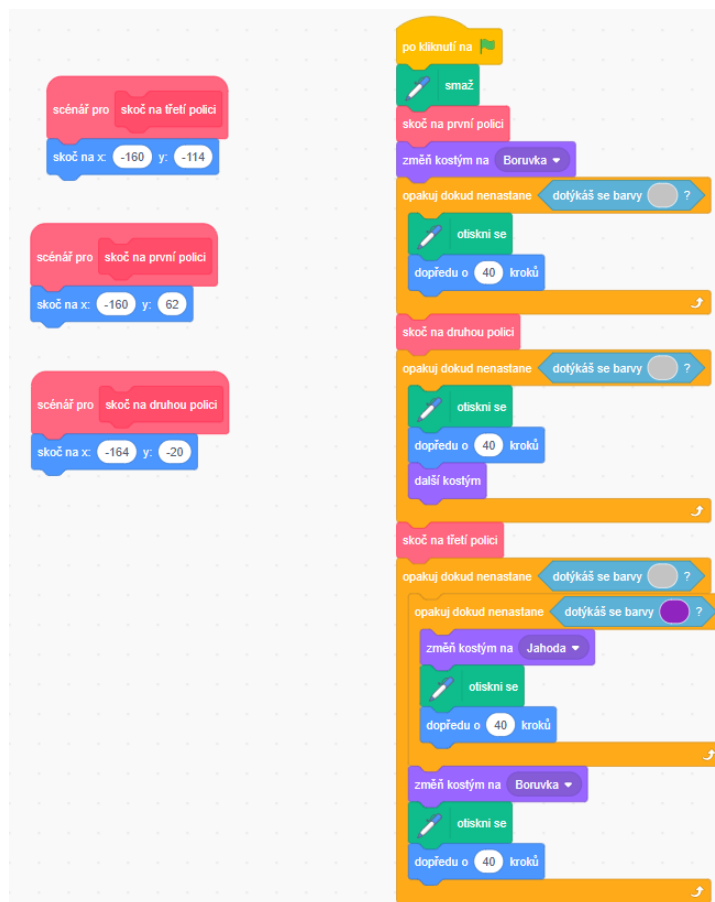 scénář pro skoč na třetí polici
skoč na x: -160 y: -114
scénář pro skoč na první polici
skoč na x: -160 y: 62
scénář pro skoč na druhou polici
skoč na x: -164 y: -20
po kliknutí na
smaž
skoč na první polici
změň kostým na Boruvka
opakuj dokud nenastane dotýkáš se barvy ?
otiskni se
dopředu o 40 kroků
skoč na druhou polici
opakuj dokud nenastane dotýkáš se barvy ?
otiskni se
dopředu o 40 kroků
další kostým
skoč na třetí polici
opakuj dokud nenastane dotýkáš se barvy ?
opakuj dokud nenastane dotýkáš se barvy ?
změň kostým na Jahoda
otiskni se
dopředu o 40 kroků
změň kostým na Boruvka
otiskni se
dopředu o 40 kroků